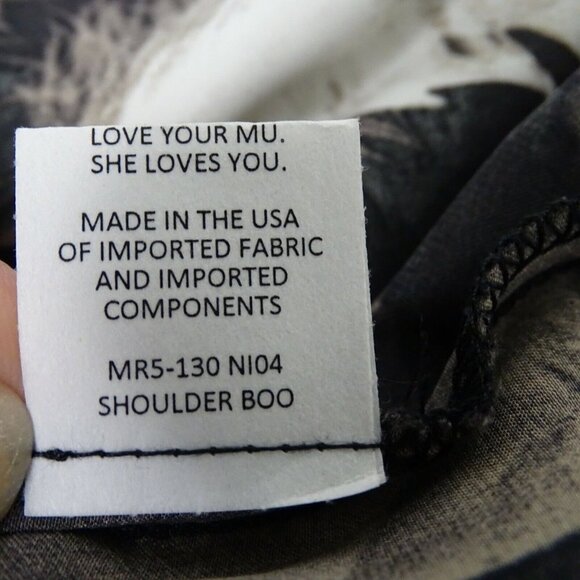 LOVE YOUR MU.
SHE LOVES YOU.
MADE IN THE USA
OF IMPORTED FABRIC
AND IMPORTED
COMPONENTS
MR5-130 NI04
SHOULDER BOO